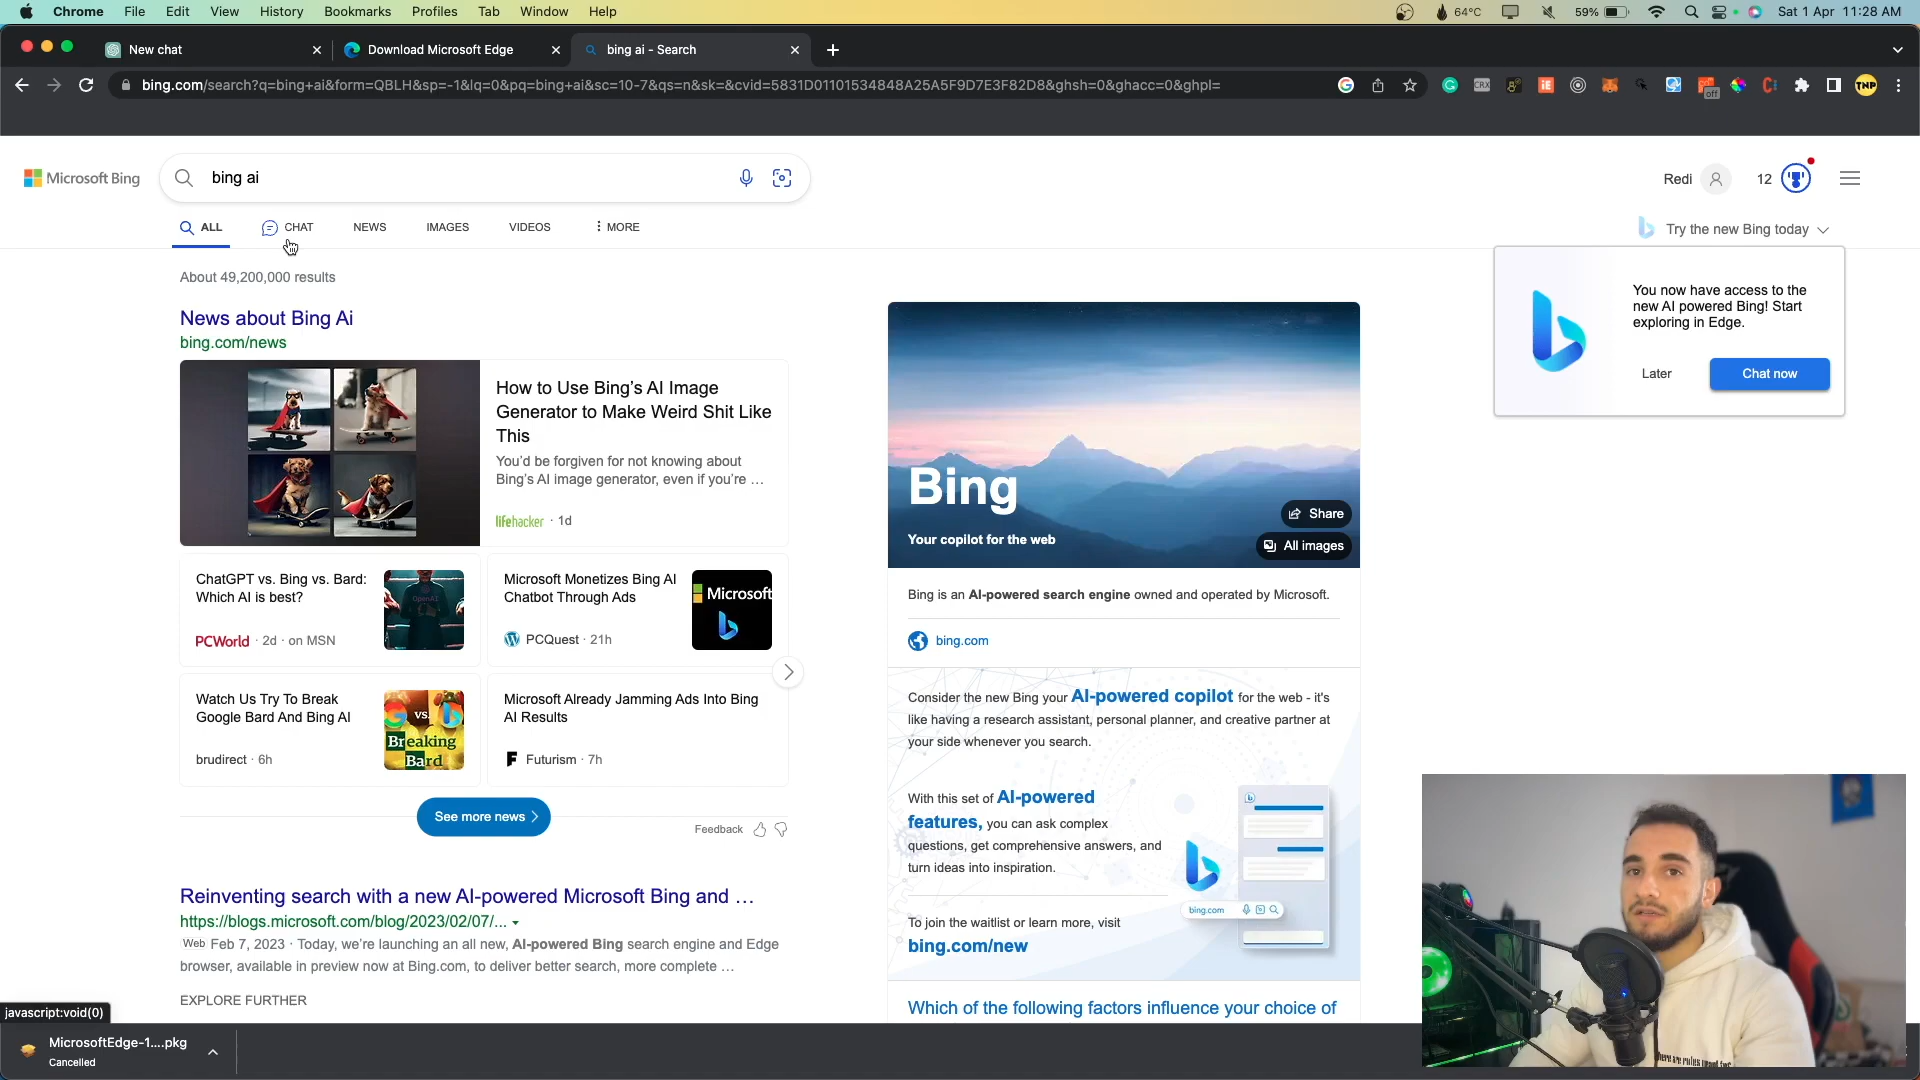 Chrome File Edit View History Bookmarks Profiles Tab Window Help
64°C 59% Sat 1 Apr 11:28 AM
New chat
Download Microsoft Edge
bing ai - Search
bing.com/search?q=bing+ai&form=QBLH&sp=-1&lq=0&pq=bing+ai&sc=10-7&qs=n&sk=&cvid=5831D01101534848A25A5F9D7E3F82D8&ghsh=0&ghacc=0&ghpl=
CRX
iE
off
TNP
Microsoft Bing
bing ai
Redi
12
ALL CHAT NEWS IMAGES VIDEOS MORE
Try the new Bing today
About 49,200,000 results
You now have access to the
new AI powered Bing! Start
exploring in Edge.
Later
Chat now
News about Bing Ai
bing.com/news
How to Use Bing's AI Image
Generator to Make Weird Shit Like
This
You'd be forgiven for not knowing about
Bing's AI image generator, even if you're ...
lifehacker · 1d
ChatGPT vs. Bing vs. Bard:
Which AI is best?
OpenAI
PCWorld · 2d · on MSN
Microsoft Monetizes Bing AI
Chatbot Through Ads
Microsoft
PCQuest · 21h
Watch Us Try To Break
Google Bard And Bing AI
VS.
Breaking
Bard
brudirect · 6h
Microsoft Already Jamming Ads Into Bing
AI Results
Futurism · 7h
See more news
Feedback
Reinventing search with a new AI-powered Microsoft Bing and ...
https://blogs.microsoft.com/blog/2023/02/07/...
Web Feb 7, 2023 · Today, we're launching an all new, AI-powered Bing search engine and Edge
browser, available in preview now at Bing.com, to deliver better search, more complete ...
EXPLORE FURTHER
Bing
Your copilot for the web
Share
All images
Bing is an AI-powered search engine owned and operated by Microsoft.
bing.com
Consider the new Bing your AI-powered copilot for the web - it's
like having a research assistant, personal planner, and creative partner at
your side whenever you search.
With this set of AI-powered
features, you can ask complex
questions, get comprehensive answers, and
turn ideas into inspiration.
bing.com
To join the waitlist or learn more, visit
bing.com/new
Which of the following factors influence your choice of
javascript:void(0)
MicrosoftEdge-1....pkg
Cancelled